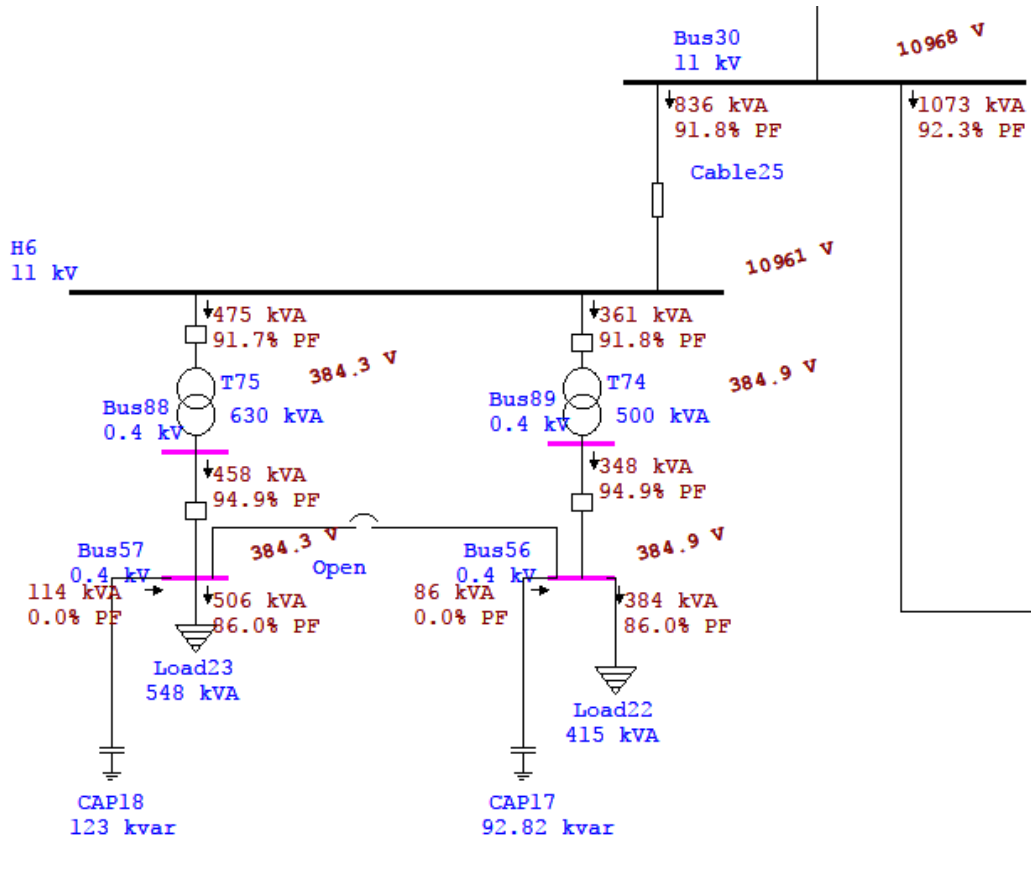 Bus30
11 kV
10968 V
836 kVA
91.8% PF
1073 kVA
92.3% PF
Cable25
H6
11 kV
10961 V
475 kVA
91.7% PF
361 kVA
91.8% PF
384.3 V
384.9 V
T75
630 kVA
T74
500 kVA
Bus88
0.4 kV
Bus89
0.4 kV
458 kVA
94.9% PF
348 kVA
94.9% PF
Bus57
0.4 kV
384.3 V
Open
Bus56
0.4 kV
384.9 V
114 kVA
0.0% PF
506 kVA
86.0% PF
86 kVA
0.0% PF
384 kVA
86.0% PF
Load23
548 kVA
Load22
415 kVA
CAP18
123 kvar
CAP17
92.82 kvar